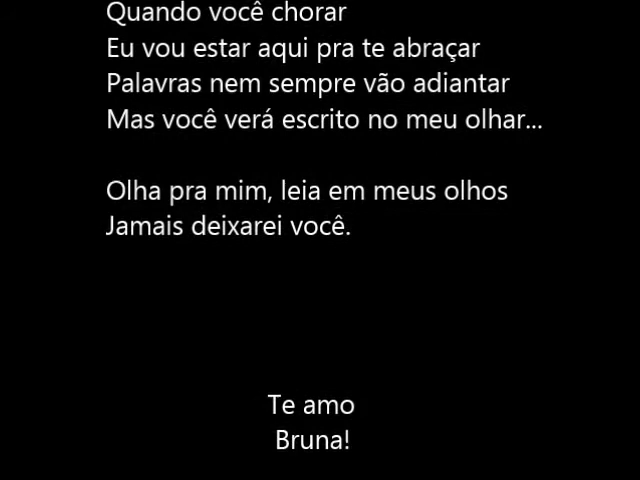 Quando você chorar
Eu vou estar aqui pra te abraçar
Palavras nem sempre vão adiantar
Mas você verá escrito no meu olhar...
Olha pra mim, leia em meus olhos
Jamais deixarei você.
Te amo
Bruna!